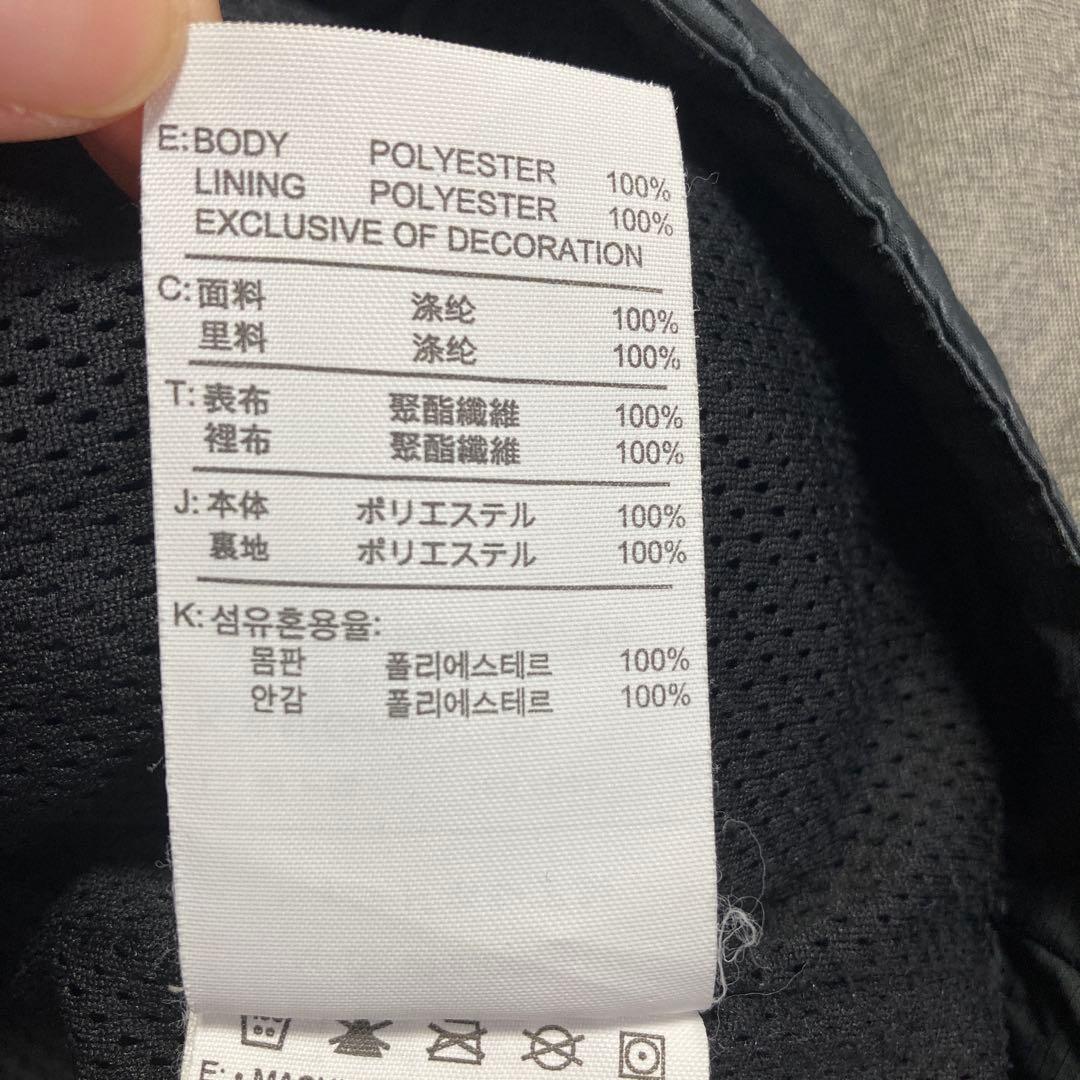 E: BODY POLYESTER 100%
LINING POLYESTER 100%
EXCLUSIVE OF DECORATION
C: 面料 涤纶 100%
里料 涤纶 100%
T: 表布 聚酯纖維 100%
裡布 聚酯纖維 100%
J: 本体 ポリエステル 100%
裏地 ポリエステル 100%
K: 섬유혼용율:
몸판 폴리에스테르 100%
안감 폴리에스테르 100%
E: •